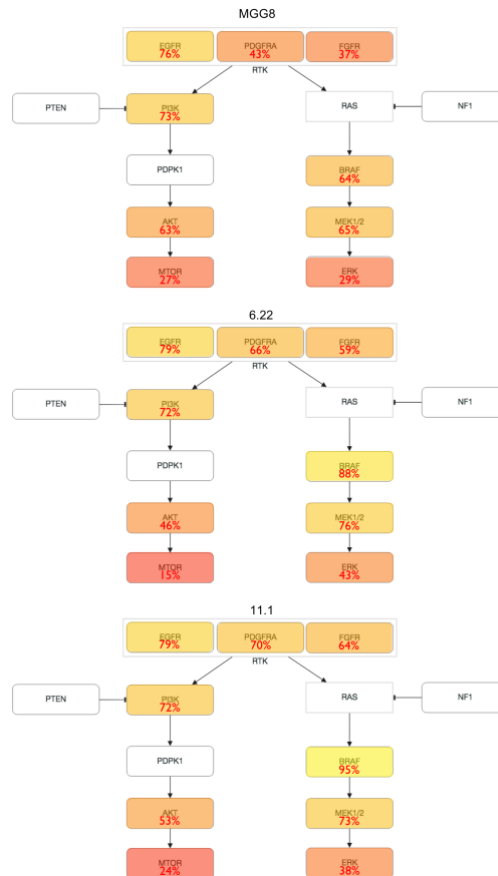 MGG8
EGFR PDGFRA FGFR
76% 43% 37%
RTK
PTEN PI3K RAS NF1
73%
PDPK1 BRAF
64%
AKT MEK1/2
63% 65%
MTOR ERK
27% 29%
6.22
EGFR PDGFRA FGFR
79% 66% 59%
RTK
PTEN PI3K RAS NF1
72%
PDPK1 BRAF
88%
AKT MEK1/2
46% 76%
MTOR ERK
15% 43%
11.1
EGFR PDGFRA FGFR
79% 70% 64%
RTK
PTEN PI3K RAS NF1
72%
PDPK1 BRAF
95%
AKT MEK1/2
53% 73%
MTOR ERK
24% 38%